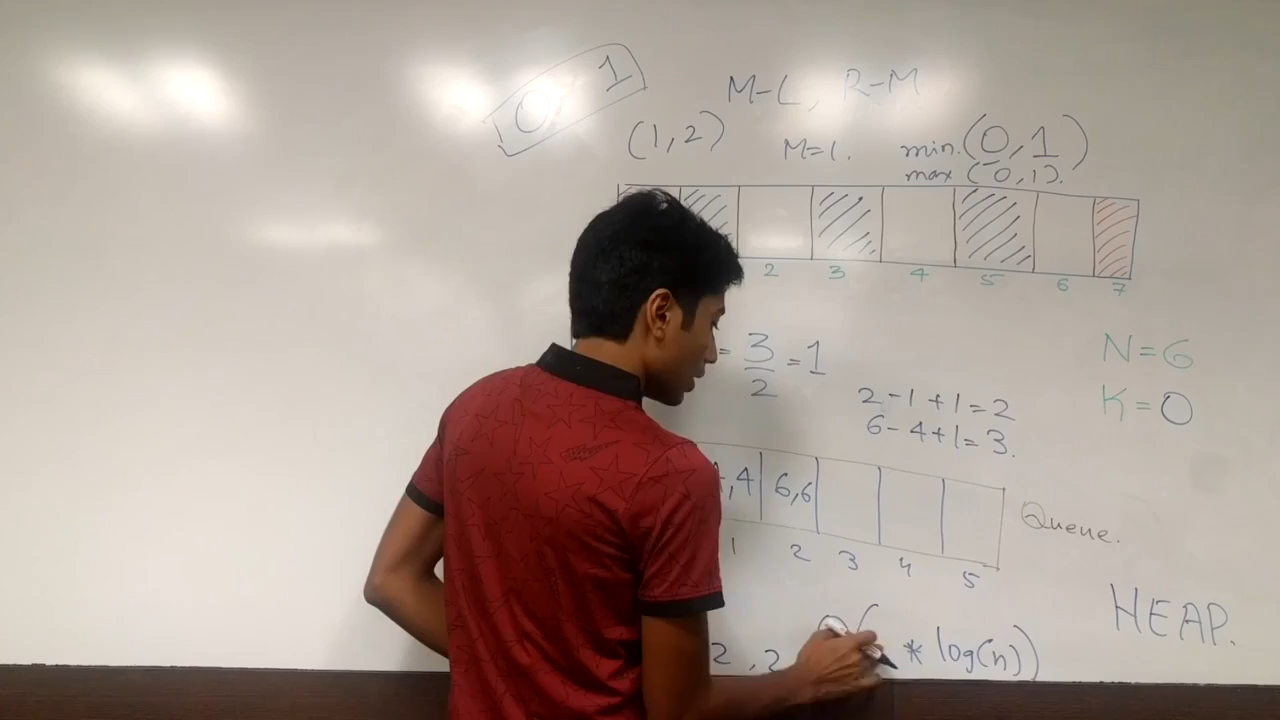 0 1
M-L, R-M
(1,2) M=1. min.(0,1)
max (0,1).
2 3 4 5 6 7
= 3/2 = 1
N=6
2-1+1=2
K=0
6-4+1=3.
,4 6,6
Queue.
1 2 3 4 5
HEAP.
2,2 O( * log(n))